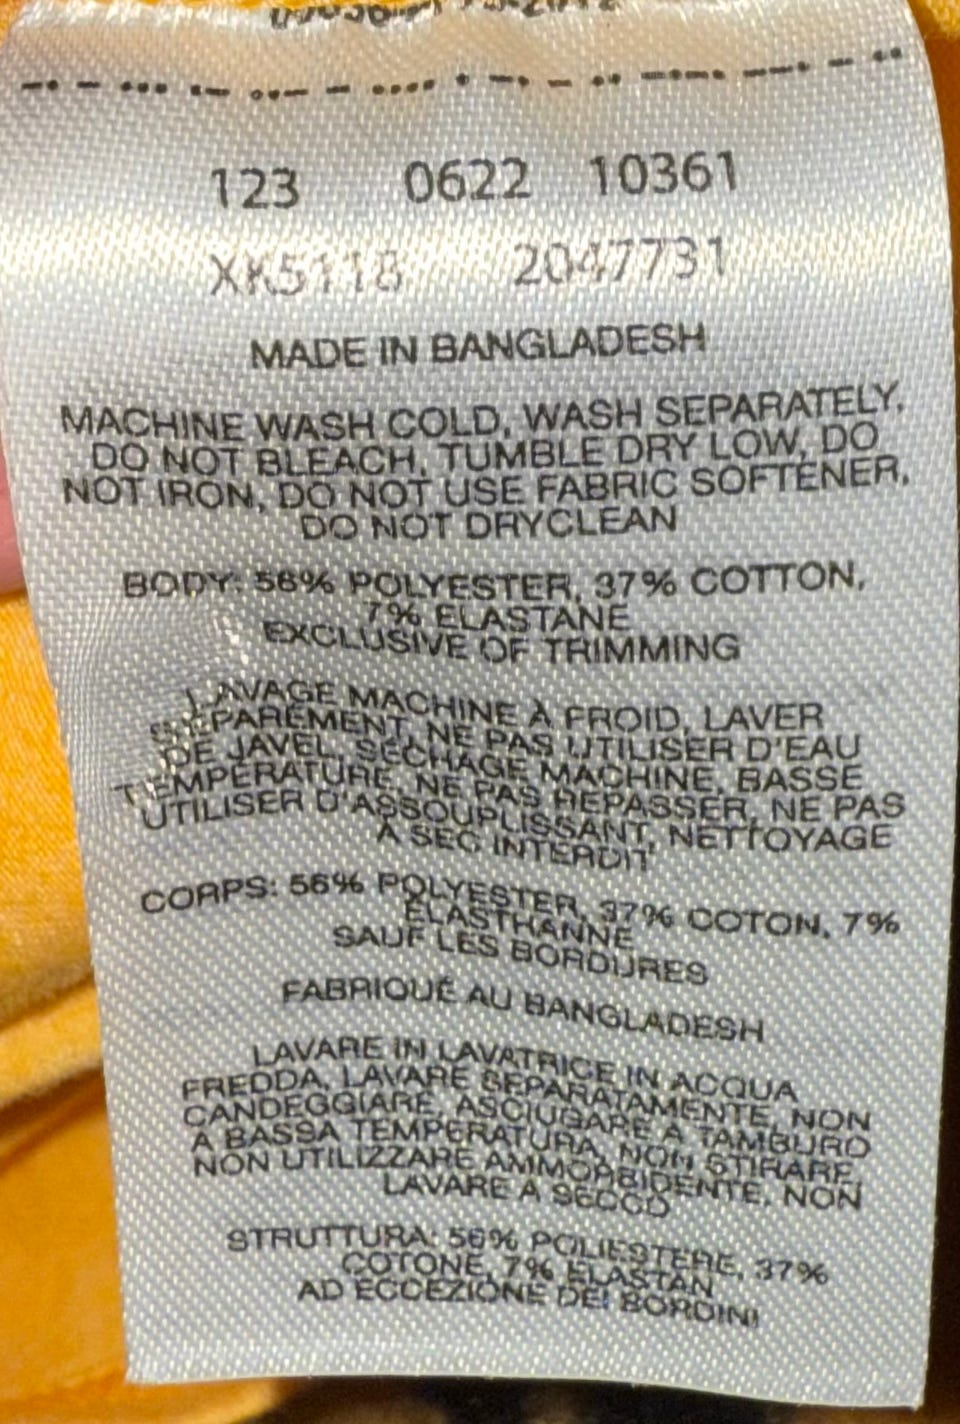 123 0622 10361
XK5118 2047731
MADE IN BANGLADESH
MACHINE WASH COLD, WASH SEPARATELY,
DO NOT BLEACH, TUMBLE DRY LOW, DO
NOT IRON, DO NOT USE FABRIC SOFTENER,
DO NOT DRYCLEAN
BODY: 56% POLYESTER, 37% COTTON,
7% ELASTANE
EXCLUSIVE OF TRIMMING
LAVAGE MACHINE À FROID, LAVER
SÉPARÉMENT, NE PAS UTILISER D'EAU
DE JAVEL, SÉCHAGE MACHINE, BASSE
TEMPÉRATURE, NE PAS REPASSER, NE PAS
UTILISER D'ASSOUPLISSANT, NETTOYAGE
À SEC INTERDIT
CORPS: 56% POLYESTER, 37% COTON, 7%
ÉLASTHANNE
SAUF LES BORDURES
FABRIQUÉ AU BANGLADESH
LAVARE IN LAVATRICE IN ACQUA
FREDDA, LAVARE SEPARATAMENTE, NON
CANDEGGIARE, ASCIUGARE A TAMBURO
A BASSA TEMPERATURA, NON STIRARE,
NON UTILIZZARE AMMORBIDENTE, NON
LAVARE A SECCO
STRUTTURA: 56% POLIESTERE, 37%
COTONE, 7% ELASTAN
AD ECCEZIONE DEI BORDINI